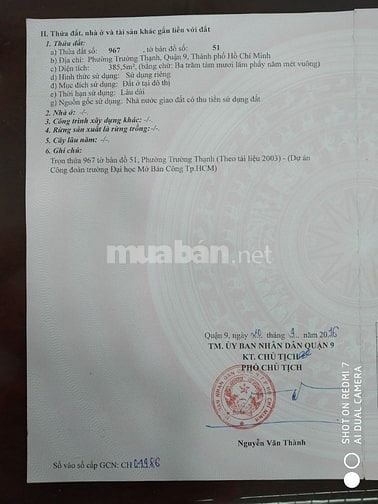 II. Thửa đất, nhà ở và tài sản khác gắn liền với đất
1. Thửa đất:
a) Thửa đất số: 967 , tờ bản đồ số: 51
b) Địa chỉ: Phường Trường Thạnh, Quận 9, Thành phố Hồ Chí Minh
c) Diện tích: 385,5m², (bằng chữ: Ba trăm tám mươi lăm phẩy năm mét vuông)
d) Hình thức sử dụng: Sử dụng riêng
đ) Mục đích sử dụng: Đất ở tại đô thị
e) Thời hạn sử dụng: Lâu dài
g) Nguồn gốc sử dụng: Nhà nước giao đất có thu tiền sử dụng đất
2. Nhà ở: -/-
3. Công trình xây dựng khác: -/-
4. Rừng sản xuất là rừng trồng: -/-
5. Cây lâu năm: -/-
6. Ghi chú:
Trọn thửa 967 tờ bản đồ 51, Phường Trường Thạnh (Theo tài liệu 2003) - (Dự án
Công đoàn trường Đại học Mở Bán Công Tp.HCM)
muaban.net
Quận 9, ngày 20 tháng 9 năm 2016
TM. ỦY BAN NHÂN DÂN QUẬN 9
KT. CHỦ TỊCH
PHÓ CHỦ TỊCH
Nguyễn Văn Thành
Số vào sổ cấp GCN: CH
SHOT ON REDMI 7
AI DUAL CAMERA